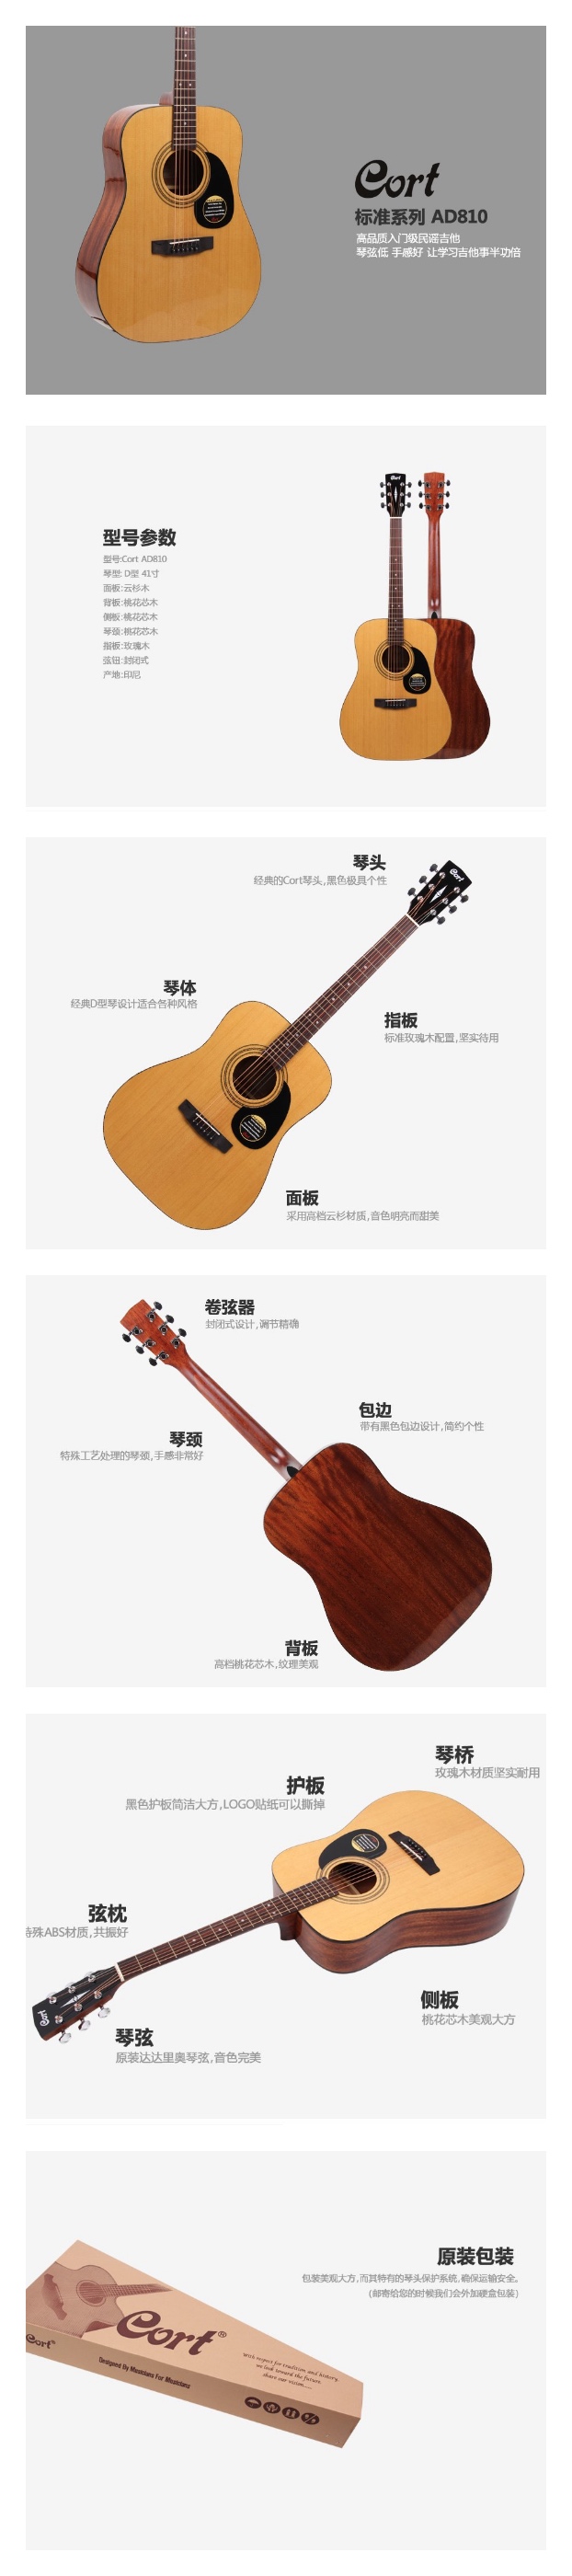 Cort
标准系列 AD810
高品质入门级民谣吉他
琴弦低 手感好 让学习吉他事半功倍
Cort
型号参数
型号:Cort AD810
琴型: D型 41寸
面板:云杉木
背板:桃花芯木
侧板:桃花芯木
琴颈:桃花芯木
指板:玫瑰木
弦钮:封闭式
产地:印尼
琴头
经典的Cort琴头,黑色极具个性
Cort
琴体
经典D型琴设计适合各种风格
指板
标准玫瑰木配置,坚实待用
面板
采用高档云杉材质,音色明亮而甜美
卷弦器
封闭式设计,调节精确
包边
带有黑色包边设计,简约个性
琴颈
特殊工艺处理的琴颈,手感非常好
背板
高档桃花芯木,纹理美观
琴桥
玫瑰木材质坚实耐用
护板
黑色护板简洁大方,LOGO贴纸可以撕掉
弦枕
特殊ABS材质,共振好
Cort
侧板
桃花芯木美观大方
琴弦
原装达达里奥琴弦,音色完美
原装包装
包装美观大方,而其特有的琴头保护系统,确保运输安全。
(邮寄给您的时候我们会外加硬盒包装)
Cort®
Cort®
Designed By Musicians For Musicians
With respect for tradition and history,
we look toward the future.
share our vision.....